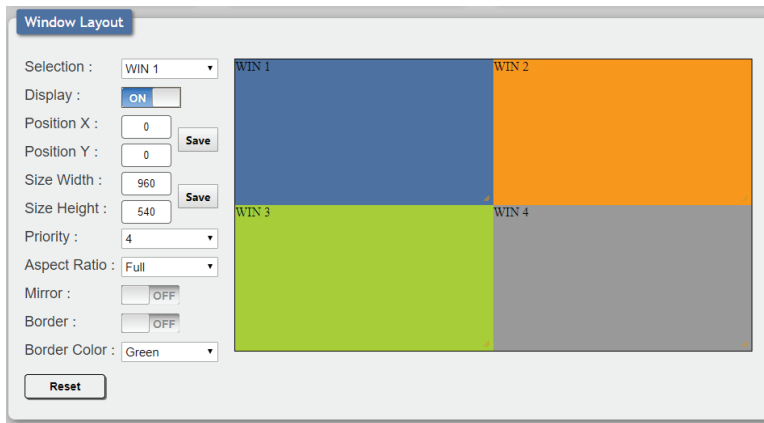 Window Layout
Selection : WIN 1
Display : ON
Position X : 0
Save
Position Y : 0
Size Width : 960
Save
Size Height : 540
Priority : 4
Aspect Ratio : Full
Mirror : OFF
Border : OFF
Border Color : Green
Reset
WIN 1 WIN 2
WIN 3 WIN 4